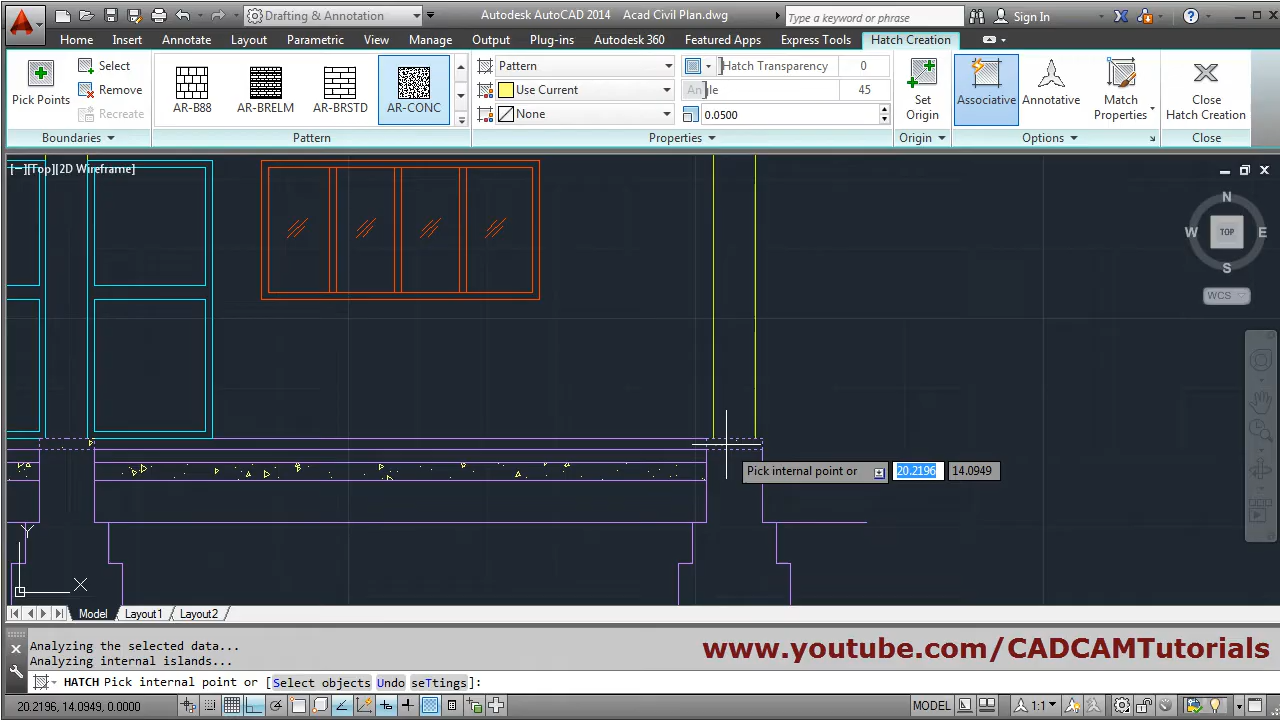 Drafting & Annotation
Autodesk AutoCAD 2014 Acad Civil Plan.dwg
Type a keyword or phrase
Sign In
Home Insert Annotate Layout Parametric View Manage Output Plug-ins Autodesk 360 Featured Apps Express Tools Hatch Creation
Pick Points
Select
Remove
Recreate
Boundaries
AR-B88
AR-BRELM
AR-BRSTD
AR-CONC
Pattern
Pattern
Use Current
None
Hatch Transparency 0
Angle 45
0.0500
Properties
Set Origin
Origin
Associative
Annotative
Match Properties
Options
Close Hatch Creation
Close
[−][Top][2D Wireframe]
N
W TOP E
S
WCS
Pick internal point or 20.2196 14.0949
Y
X
Model Layout1 Layout2
Analyzing the selected data...
Analyzing internal islands...
HATCH Pick internal point or [Select objects Undo seTtings]:
www.youtube.com/CADCAMTutorials
20.2196, 14.0949, 0.0000
MODEL
1:1